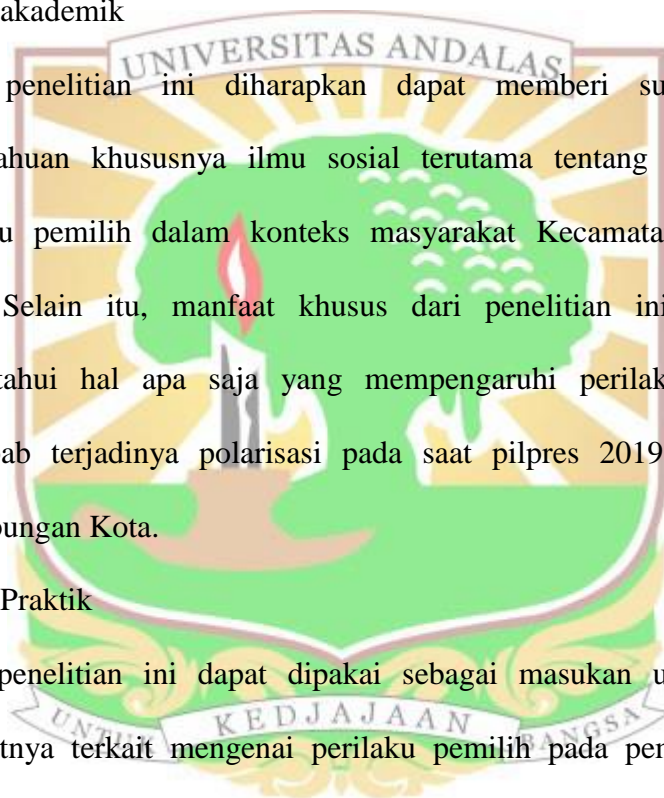 akademik
UNIVERSITAS ANDALAS
penelitian ini diharapkan dapat memberi su
ahuan khususnya ilmu sosial terutama tentang
u pemilih dalam konteks masyarakat Kecamata
Selain itu, manfaat khusus dari penelitian ini
tahui hal apa saja yang mempengaruhi perilak
ab terjadinya polarisasi pada saat pilpres 2019
bungan Kota.
Praktik
penelitian ini dapat dipakai sebagai masukan u
UNTUK KEDJAJAAN BANGSA
tnya terkait mengenai perilaku pemilih pada pem